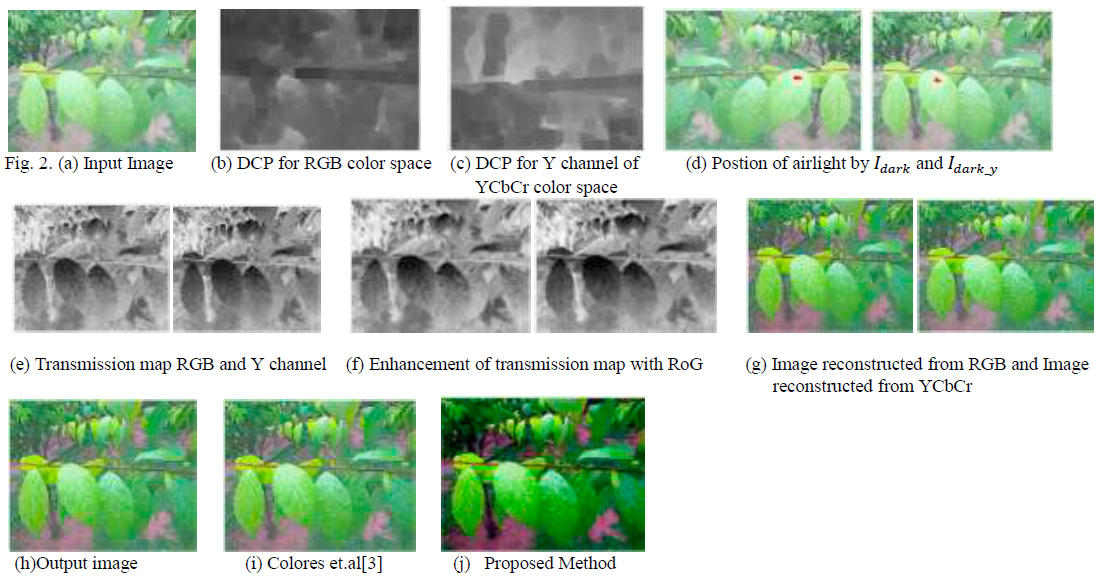 Fig. 2. (a) Input Image
(b) DCP for RGB color space
(c) DCP for Y channel of
YCbCr color space
(d) Postion of airlight by I_dark and I_dark_y
(e) Transmission map RGB and Y channel
(f) Enhancement of transmission map with RoG
(g) Image reconstructed from RGB and Image
reconstructed from YCbCr
(h)Output image
(i) Colores et.al[3]
(j) Proposed Method